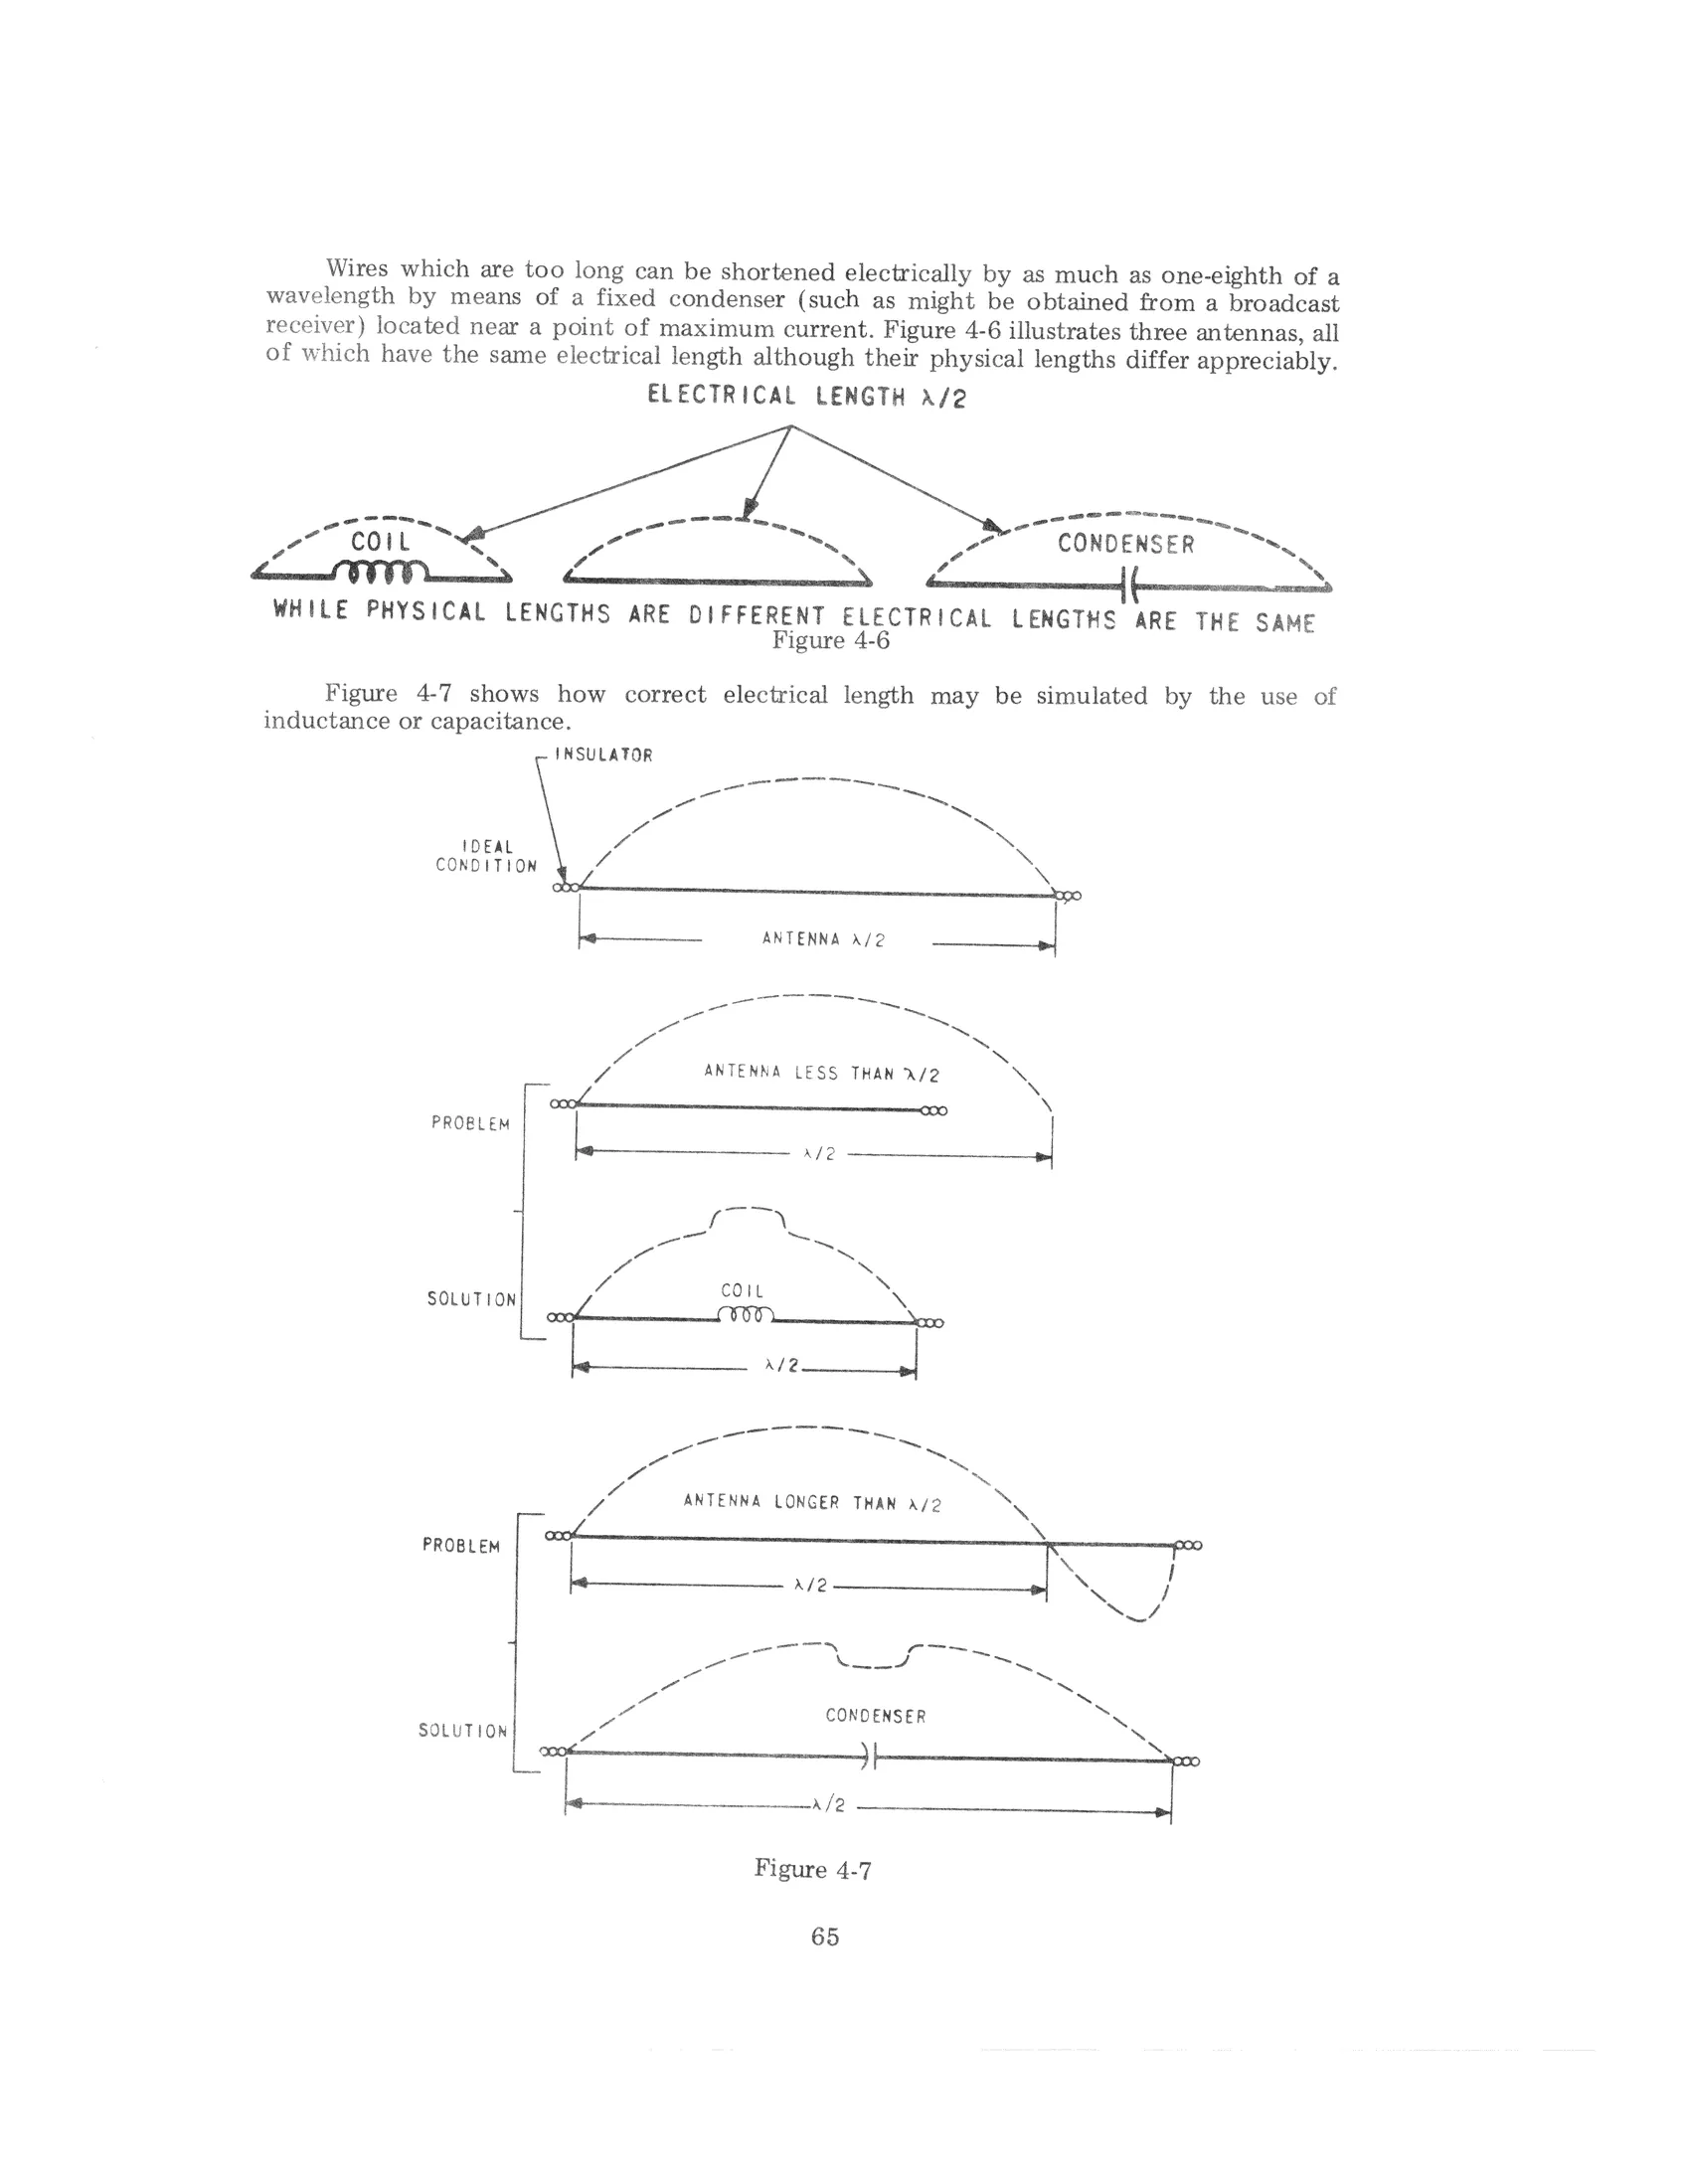 Wires which are too long can be shortened electrically by as much as one-eighth of a
wavelength by means of a fixed condenser (such as might be obtained from a broadcast
receiver) located near a point of maximum current. Figure 4-6 illustrates three antennas, all
of which have the same electrical length although their physical lengths differ appreciably.
ELECTRICAL LENGTH λ/2
COIL
CONDENSER
WHILE PHYSICAL LENGTHS ARE DIFFERENT ELECTRICAL LENGTHS ARE THE SAME
Figure 4-6
Figure 4-7 shows how correct electrical length may be simulated by the use of
inductance or capacitance.
INSULATOR
IDEAL
CONDITION
ANTENNA λ/2
ANTENNA LESS THAN λ/2
PROBLEM
λ/2
COIL
SOLUTION
λ/2
ANTENNA LONGER THAN λ/2
PROBLEM
λ/2
CONDENSER
SOLUTION
λ/2
Figure 4-7
65